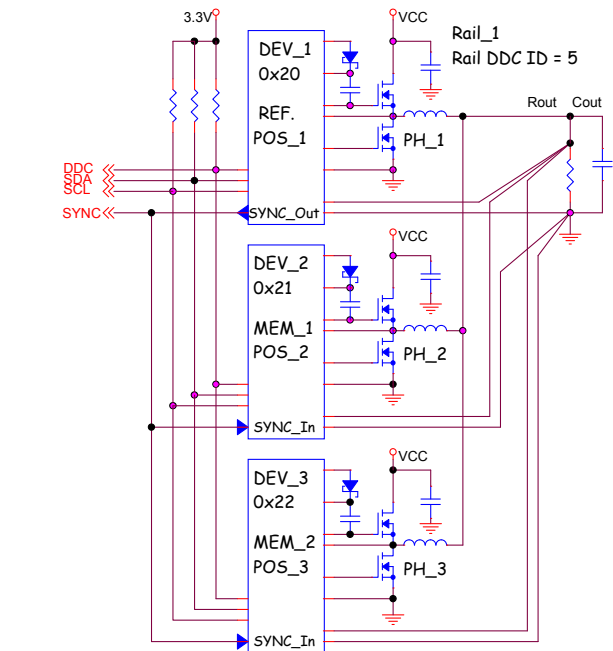 3.3V
VCC
Rail_1
Rail DDC ID = 5
DEV_1
0x20
REF.
POS_1
PH_1
Rout
Cout
DDC
SDA
SCL
SYNC
SYNC_Out
VCC
DEV_2
0x21
MEM_1
POS_2
PH_2
SYNC_In
VCC
DEV_3
0x22
MEM_2
POS_3
PH_3
SYNC_In